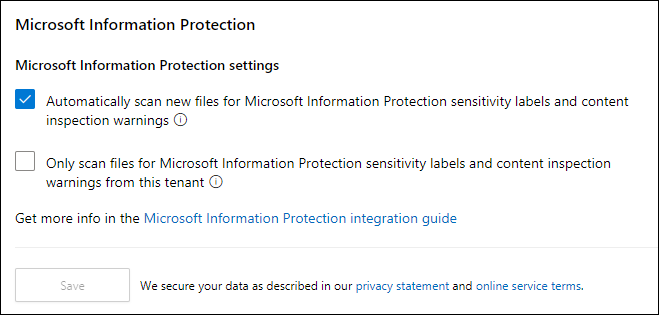 Microsoft Information Protection
Microsoft Information Protection settings
Automatically scan new files for Microsoft Information Protection sensitivity labels and content
inspection warnings
Only scan files for Microsoft Information Protection sensitivity labels and content inspection
warnings from this tenant
Get more info in the Microsoft Information Protection integration guide
Save
We secure your data as described in our privacy statement and online service terms.